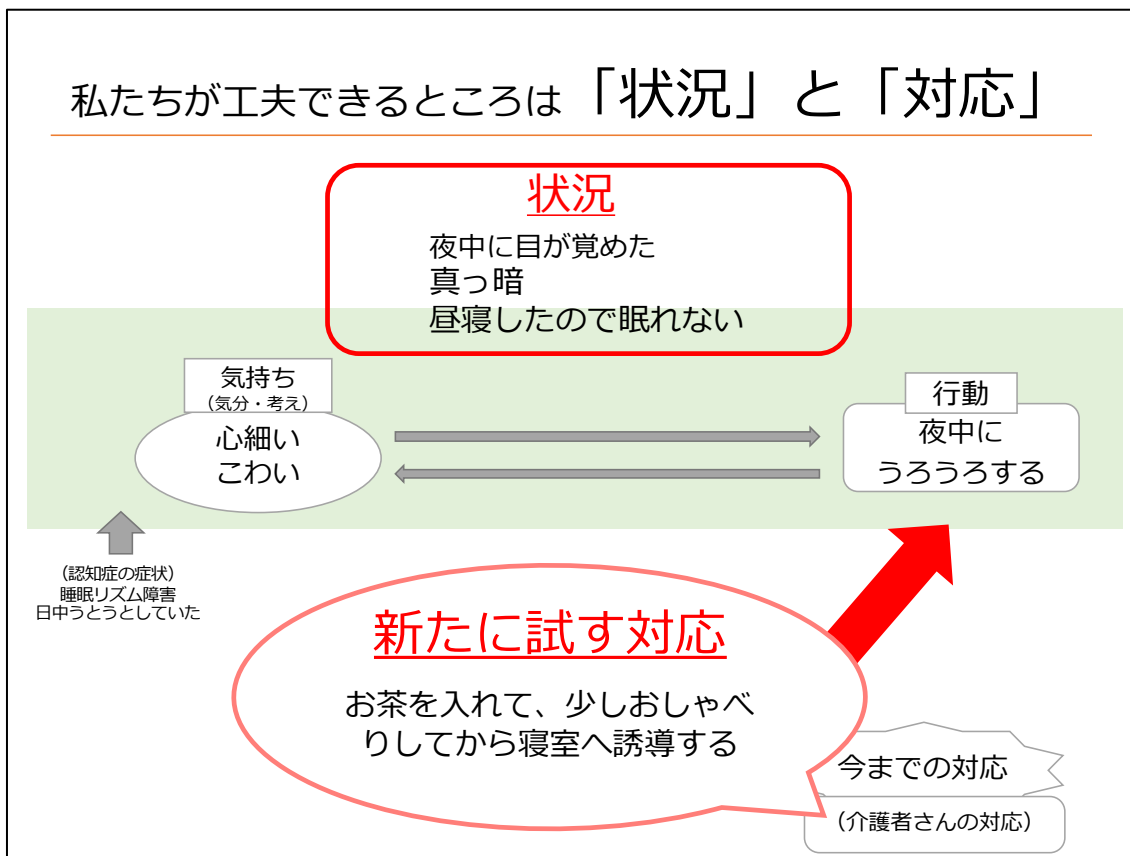 私たちが工夫できるところは「状況」と「対応」
状況
夜中に目が覚めた
真っ暗
昼寝したので眠れない
気持ち
（気分・考え）
心細い
こわい
行動
夜中に
うろうろする
（認知症の症状）
睡眠リズム障害
日中うとうとしていた
新たに試す対応
お茶を入れて、少しおしゃべ
りしてから寝室へ誘導する
今までの対応
（介護者さんの対応）